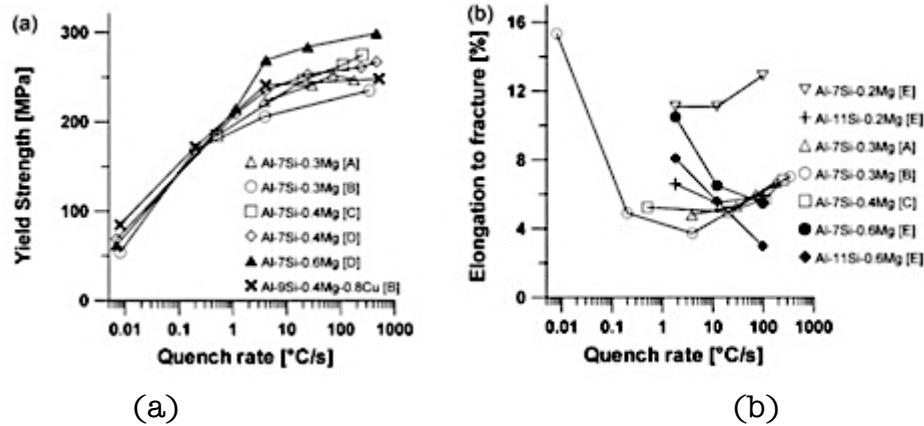 (a)
Yield Strength [MPa]
300
200
100
0
Al-7Si-0.3Mg [A]
Al-7Si-0.3Mg [B]
Al-7Si-0.4Mg [C]
Al-7Si-0.4Mg [D]
Al-7Si-0.6Mg [D]
Al-9Si-0.4Mg-0.8Cu [B]
0.01 0.1 1 10 100 1000
Quench rate [°C/s]
(a)
(b)
Elongation to fracture [%]
16
12
8
4
0
Al-7Si-0.2Mg [E]
Al-11Si-0.2Mg [E]
Al-7Si-0.3Mg [A]
Al-7Si-0.3Mg [B]
Al-7Si-0.4Mg [C]
Al-7Si-0.6Mg [E]
Al-11Si-0.6Mg [E]
0.01 0.1 1 10 100 1000
Quench rate [°C/s]
(b)